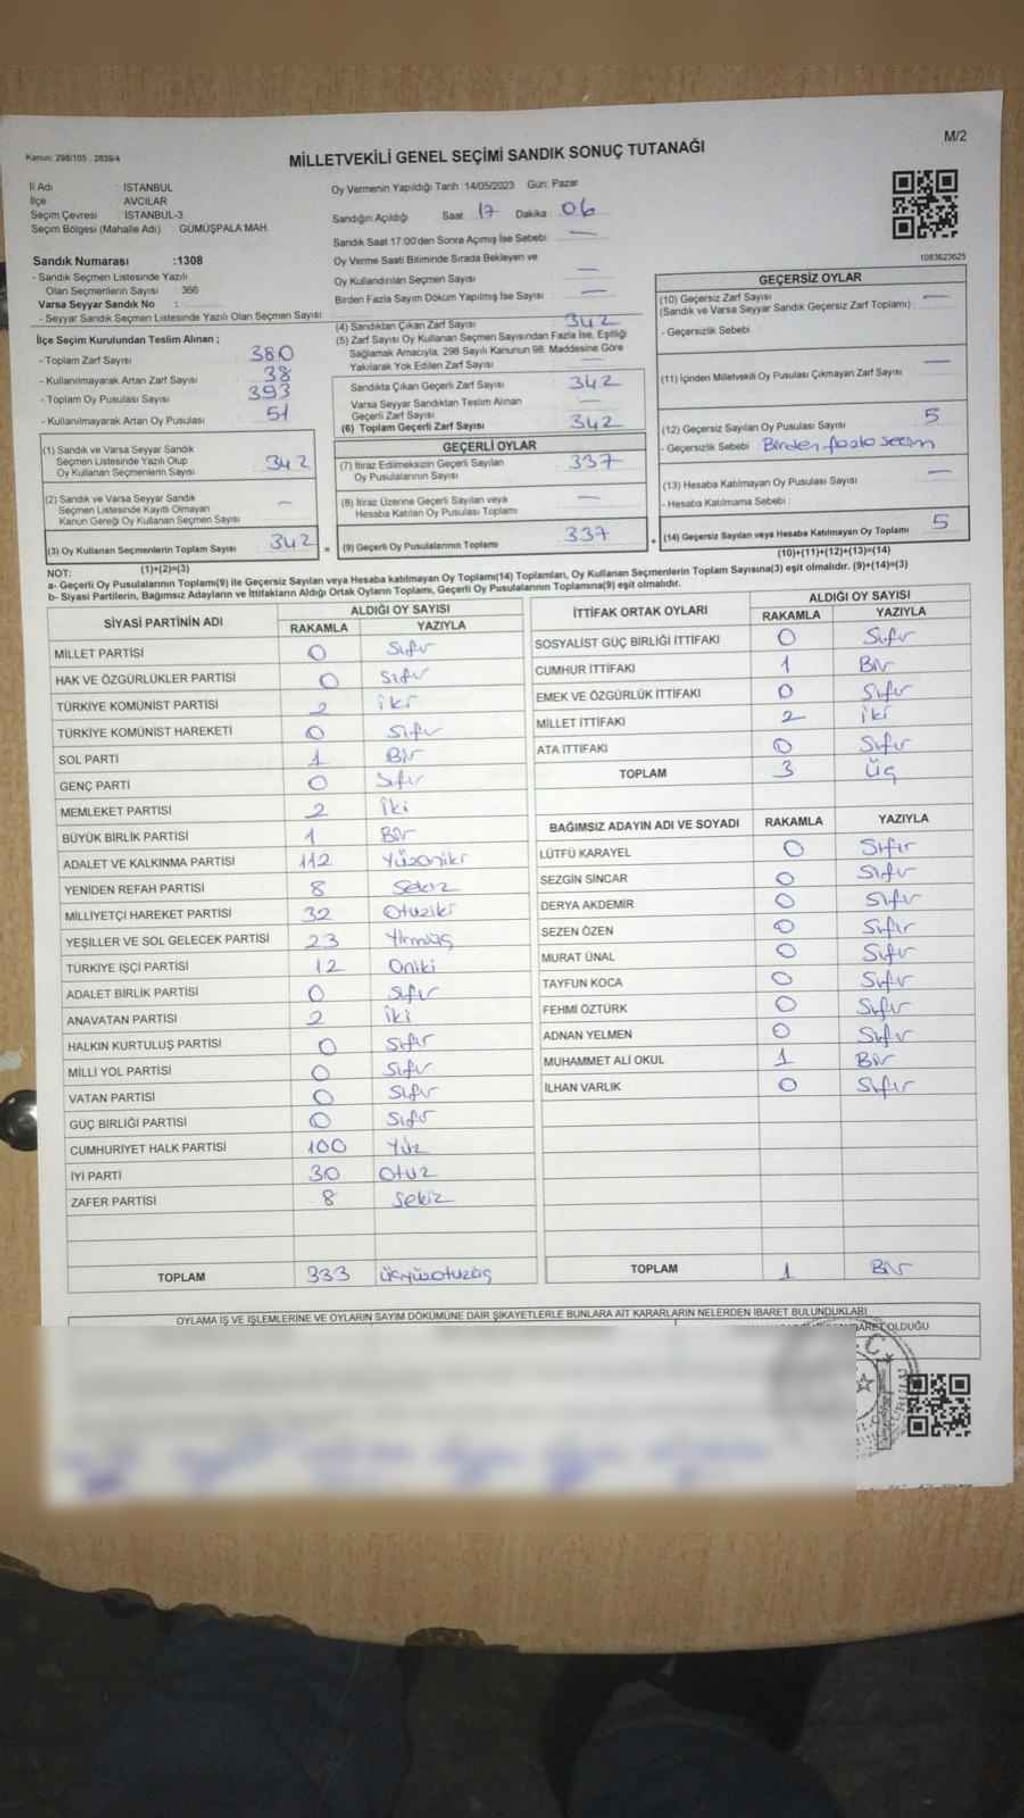 M/2
Kanun: 298/105 , 2839/4
MİLLETVEKİLİ GENEL SEÇİMİ SANDIK SONUÇ TUTANAĞI
İl Adı : İSTANBUL
İlçe AVCILAR
Seçim Çevresi İSTANBUL-3
Seçim Bölgesi (Mahalle Adı) : GÜMÜŞPALA MAH.
Sandık Numarası :1308
- Sandık Seçmen Listesinde Yazılı
Olan Seçmenlerin Sayısı 366
Varsa Seyyar Sandık No :
- Seyyar Sandık Seçmen Listesinde Yazılı Olan Seçmen Sayısı
İlçe Seçim Kurulundan Teslim Alınan ;
- Toplam Zarf Sayısı 380
- Kullanılmayarak Artan Zarf Sayısı 38
- Toplam Oy Pusulası Sayısı 393
- Kullanılmayarak Artan Oy Pusulası 51
(1) Sandık ve Varsa Seyyar Sandık
Seçmen Listesinde Yazılı Olup
Oy Kullanan Seçmenlerin Sayısı 342
(2) Sandık ve Varsa Seyyar Sandık
Seçmen Listesinde Kayıtlı Olmayan
Kanun Gereği Oy Kullanan Seçmen Sayısı —
(3) Oy Kullanan Seçmenlerin Toplam Sayısı 342 =
(1)+(2)=(3)
Oy Vermenin Yapıldığı Tarih :14/05/2023 Gün: Pazar
Sandığın Açıldığı Saat 17 Dakika 06
Sandık Saat 17:00'den Sonra Açılmış İse Sebebi —
Oy Verme Saati Bitiminde Sırada Bekleyen ve
Oy Kullandırılan Seçmen Sayısı —
Birden Fazla Sayım Döküm Yapılmış İse Sayısı —
(4) Sandıktan Çıkan Zarf Sayısı 342
(5) Zarf Sayısı Oy Kullanan Seçmen Sayısından Fazla İse, Eşitliği
Sağlamak Amacıyla, 298 Sayılı Kanunun 98. Maddesine Göre
Yakılarak Yok Edilen Zarf Sayısı
Sandıkta Çıkan Geçerli Zarf Sayısı 342
Varsa Seyyar Sandıktan Teslim Alınan
Geçerli Zarf Sayısı —
(6) Toplam Geçerli Zarf Sayısı 342
GEÇERLİ OYLAR
(7) İtiraz Edilmeksizin Geçerli Sayılan
Oy Pusulalarının Sayısı 337
(8) İtiraz Üzerine Geçerli Sayılan veya
Hesaba Katılan Oy Pusulası Toplamı —
(9) Geçerli Oy Pusulalarının Toplamı 337 +
1083623625
GEÇERSİZ OYLAR
(10) Geçersiz Zarf Sayısı
(Sandık ve Varsa Seyyar Sandık Geçersiz Zarf Toplamı) : —
- Geçersizlik Sebebi
(11) İçinden Milletvekili Oy Pusulası Çıkmayan Zarf Sayısı —
(12) Geçersiz Sayılan Oy Pusulası Sayısı 5
- Geçersizlik Sebebi Birden fazla seçim
(13) Hesaba Katılmayan Oy Pusulası Sayısı —
- Hesaba Katılmama Sebebi :
(14) Geçersiz Sayılan veya Hesaba Katılmayan Oy Toplamı 5
(10)+(11)+(12)+(13)=(14)
NOT:
a- Geçerli Oy Pusulalarının Toplamı(9) ile Geçersiz Sayılan veya Hesaba katılmayan Oy Toplamı(14) Toplamları, Oy Kullanan Seçmenlerin Toplam Sayısına(3) eşit olmalıdır. (9)+(14)=(3)
b- Siyasi Partilerin, Bağımsız Adayların ve İttifakların Aldığı Ortak Oyların Toplamı, Geçerli Oy Pusulalarının Toplamına(9) eşit olmalıdır.
SİYASİ PARTİNİN ADI ALDIĞI OY SAYISI
RAKAMLA YAZIYLA
MİLLET PARTİSİ 0 Sıfır
HAK VE ÖZGÜRLÜKLER PARTİSİ 0 Sıfır
TÜRKİYE KOMÜNİST PARTİSİ 2 iki
TÜRKİYE KOMÜNİST HAREKETİ 0 Sıfır
SOL PARTİ 1 Bir
GENÇ PARTİ 0 Sıfır
MEMLEKET PARTİSİ 2 İki
BÜYÜK BİRLİK PARTİSİ 1 Bir
ADALET VE KALKINMA PARTİSİ 112 Yüzoniki
YENİDEN REFAH PARTİSİ 8 Sekiz
MİLLİYETÇİ HAREKET PARTİSİ 32 Otuziki
YEŞİLLER VE SOL GELECEK PARTİSİ 23 Yirmiüç
TÜRKİYE İŞÇİ PARTİSİ 12 Oniki
ADALET BİRLİK PARTİSİ 0 Sıfır
ANAVATAN PARTİSİ 2 iki
HALKIN KURTULUŞ PARTİSİ 0 Sıfır
MİLLİ YOL PARTİSİ 0 Sıfır
VATAN PARTİSİ 0 Sıfır
GÜÇ BİRLİĞİ PARTİSİ 0 Sıfır
CUMHURİYET HALK PARTİSİ 100 Yüz
İYİ PARTİ 30 Otuz
ZAFER PARTİSİ 8 Sekiz
TOPLAM 333 üçyüzotuzüç
İTTİFAK ORTAK OYLARI ALDIĞI OY SAYISI
RAKAMLA YAZIYLA
SOSYALİST GÜÇ BİRLİĞİ İTTİFAKI 0 Sıfır
CUMHUR İTTİFAKI 1 Bir
EMEK VE ÖZGÜRLÜK İTTİFAKI 0 Sıfır
MİLLET İTTİFAKI 2 iki
ATA İTTİFAKI 0 Sıfır
TOPLAM 3 Üç
BAĞIMSIZ ADAYIN ADI VE SOYADI RAKAMLA YAZIYLA
LÜTFÜ KARAYEL 0 Sıfır
SEZGİN SİNCAR 0 Sıfır
DERYA AKDEMİR 0 Sıfır
SEZEN ÖZEN 0 Sıfır
MURAT ÜNAL 0 Sıfır
TAYFUN KOCA 0 Sıfır
FEHMİ ÖZTÜRK 0 Sıfır
ADNAN YELMEN 0 Sıfır
MUHAMMET ALİ OKUL 1 Bir
İLHAN VARLIK 0 Sıfır
TOPLAM 1 Bir
OYLAMA İŞ VE İŞLEMLERİNE VE OYLARIN SAYIM DÖKÜMÜNE DAİR ŞİKAYETLERLE BUNLARA AİT KARARLARIN NELERDEN İBARET BULUNDUKLARI
OLDUĞU